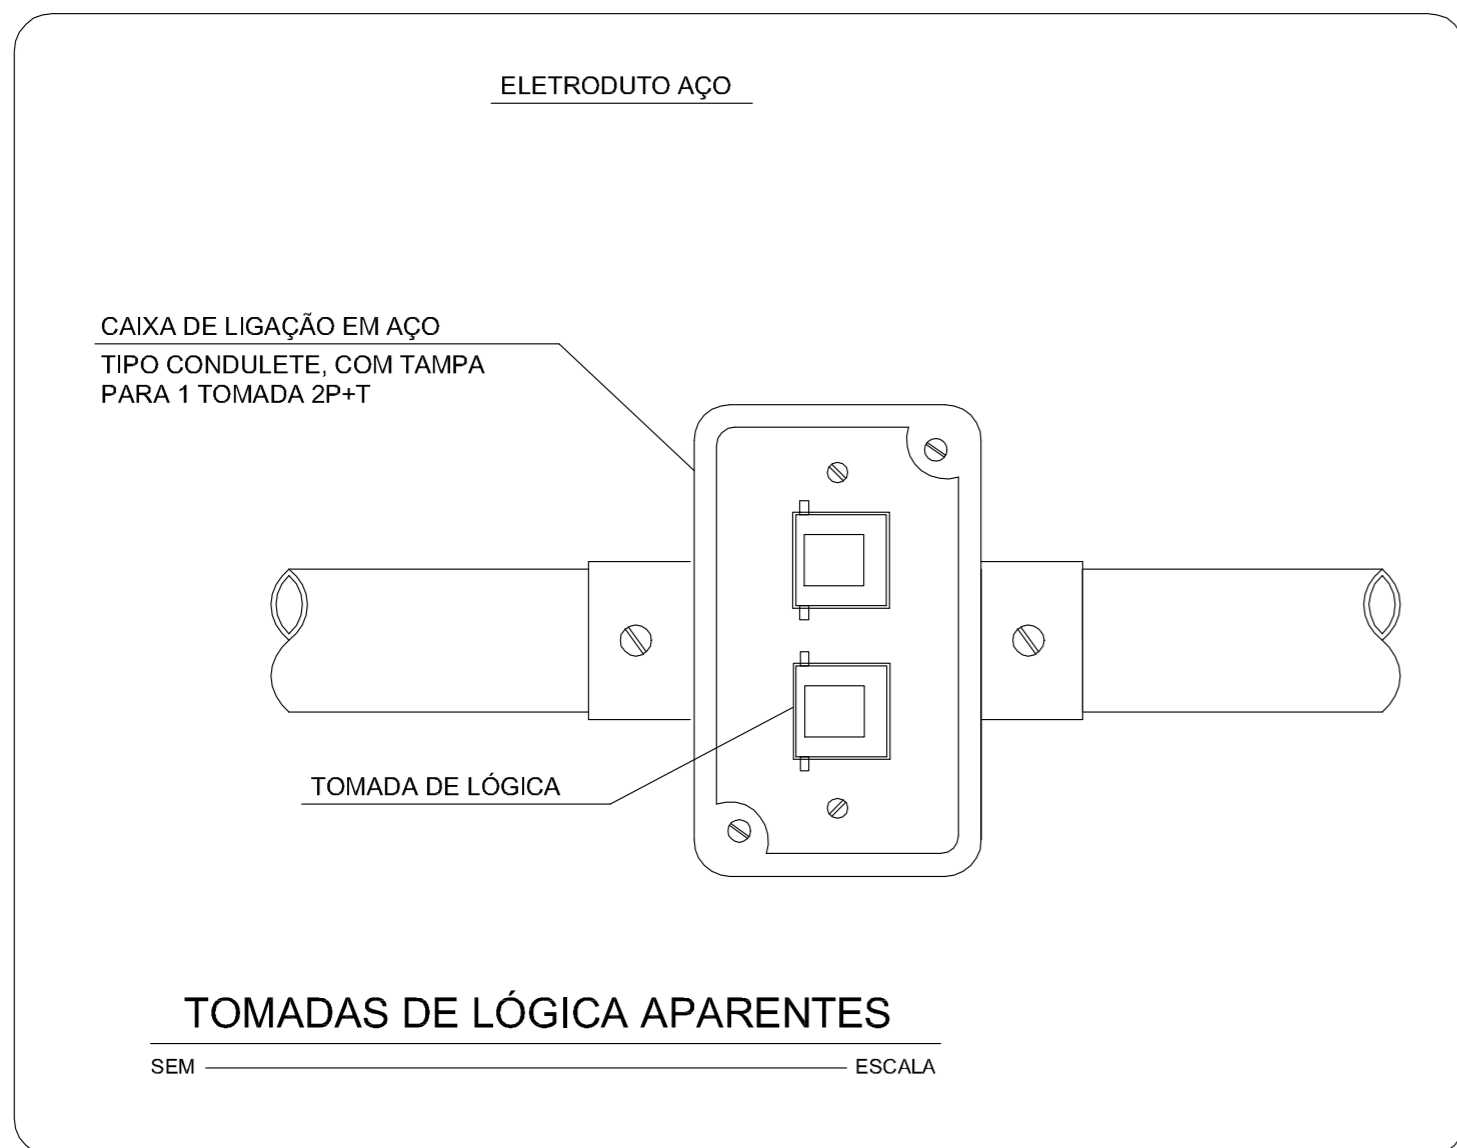 ELETRODUTO AÇO
CAIXA DE LIGAÇÃO EM AÇO
TIPO CONDULETE, COM TAMPA
PARA 1 TOMADA 2P+T
TOMADA DE LÓGICA
TOMADAS DE LÓGICA APARENTES
SEM ESCALA